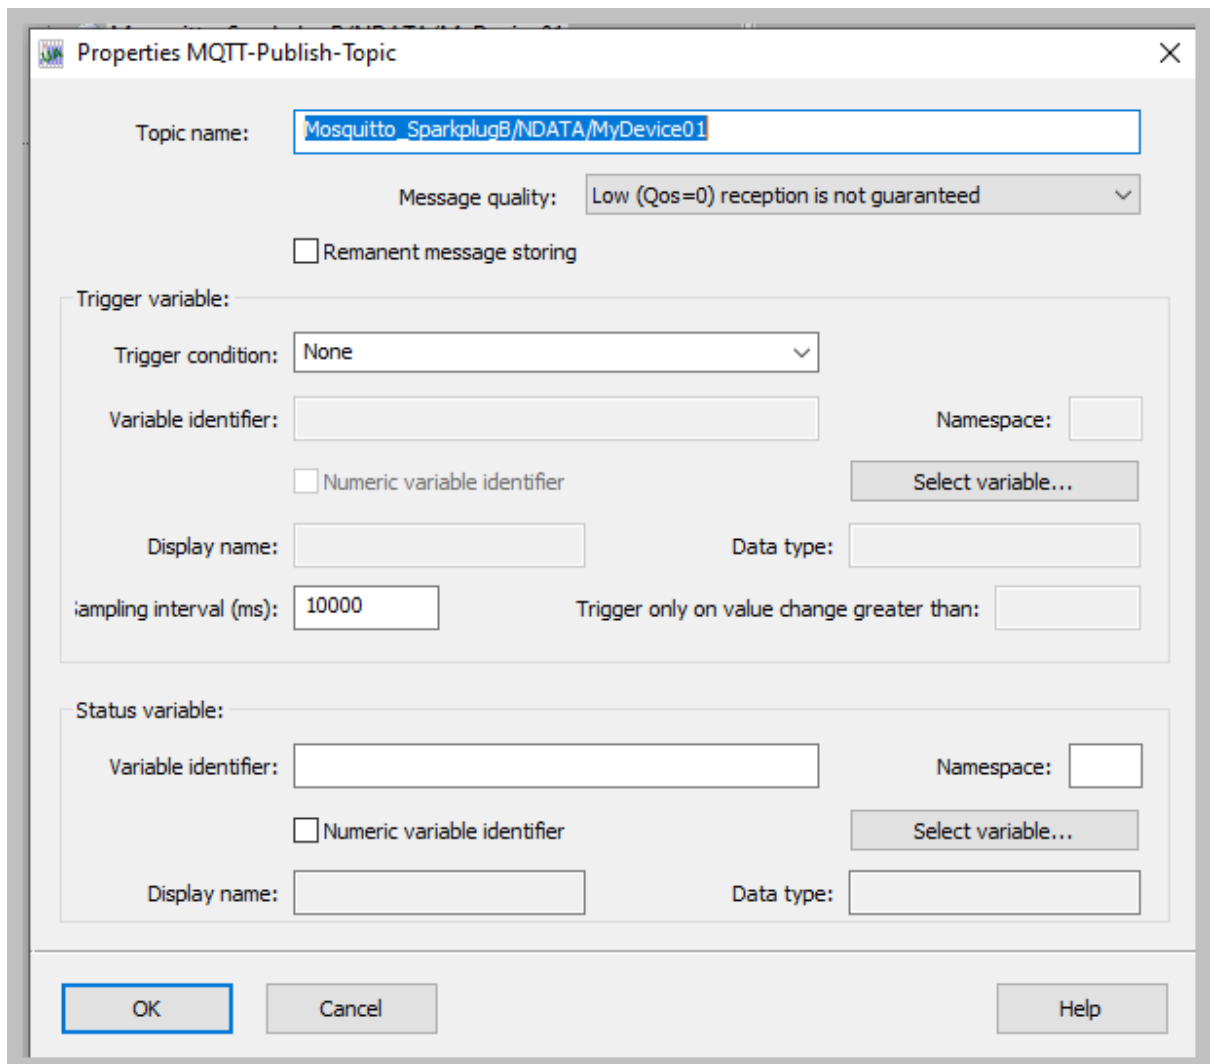 Properties MQTT-Publish-Topic
Topic name: Mosquitto_SparkplugB/NDATA/MyDevice01
Message quality: Low (Qos=0) reception is not guaranteed
Remanent message storing
Trigger variable:
Trigger condition: None
Variable identifier: Namespace:
Numeric variable identifier Select variable...
Display name: Data type:
ampling interval (ms): 10000 Trigger only on value change greater than:
Status variable:
Variable identifier: Namespace:
Numeric variable identifier Select variable...
Display name: Data type:
OK Cancel Help